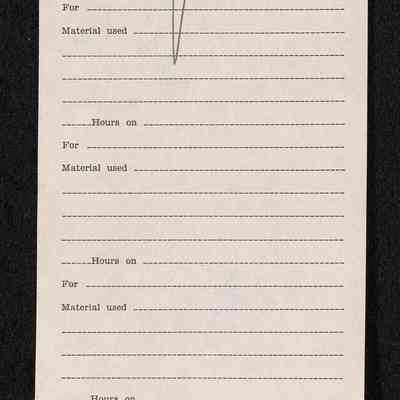 For
Material used
Hours on
For
Material used
Hours on
For
Material used
Hours on